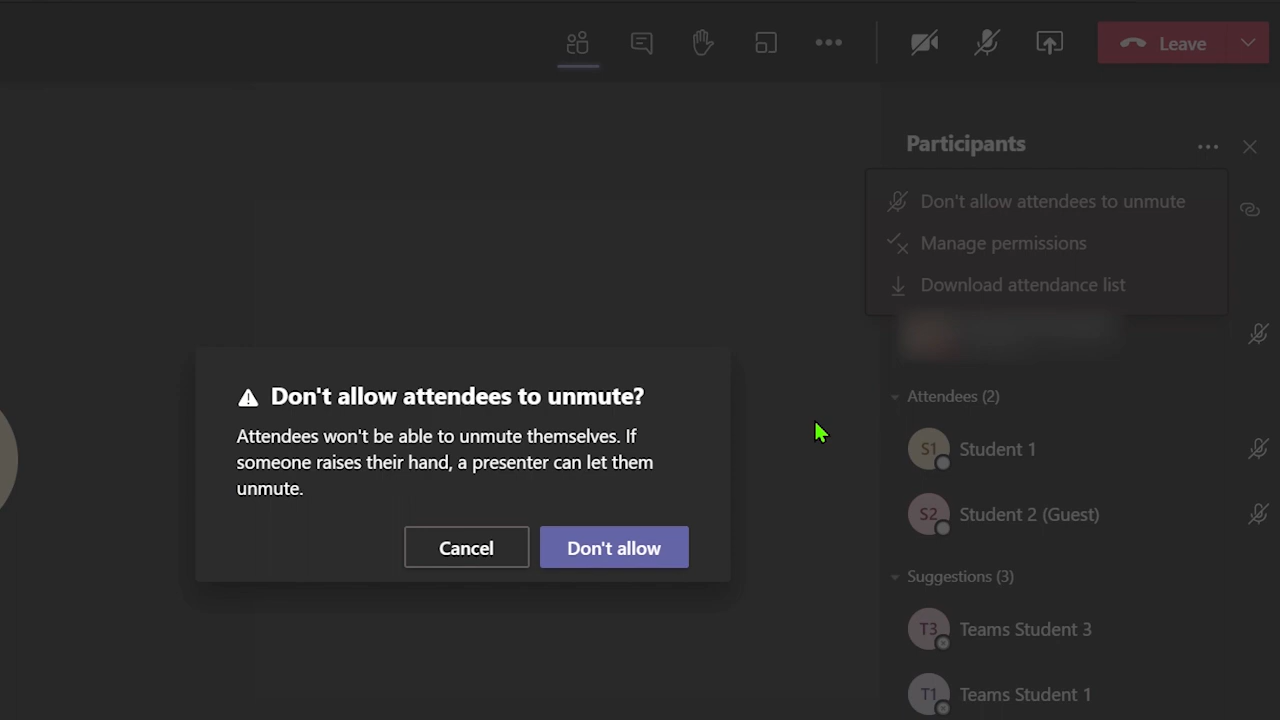 Leave
Participants
Don't allow attendees to unmute
Manage permissions
Download attendance list
Don't allow attendees to unmute?
Attendees won't be able to unmute themselves. If
someone raises their hand, a presenter can let them
unmute.
Cancel
Don't allow
Attendees (2)
S1 Student 1
S2 Student 2 (Guest)
Suggestions (3)
T3 Teams Student 3
T1 Teams Student 1